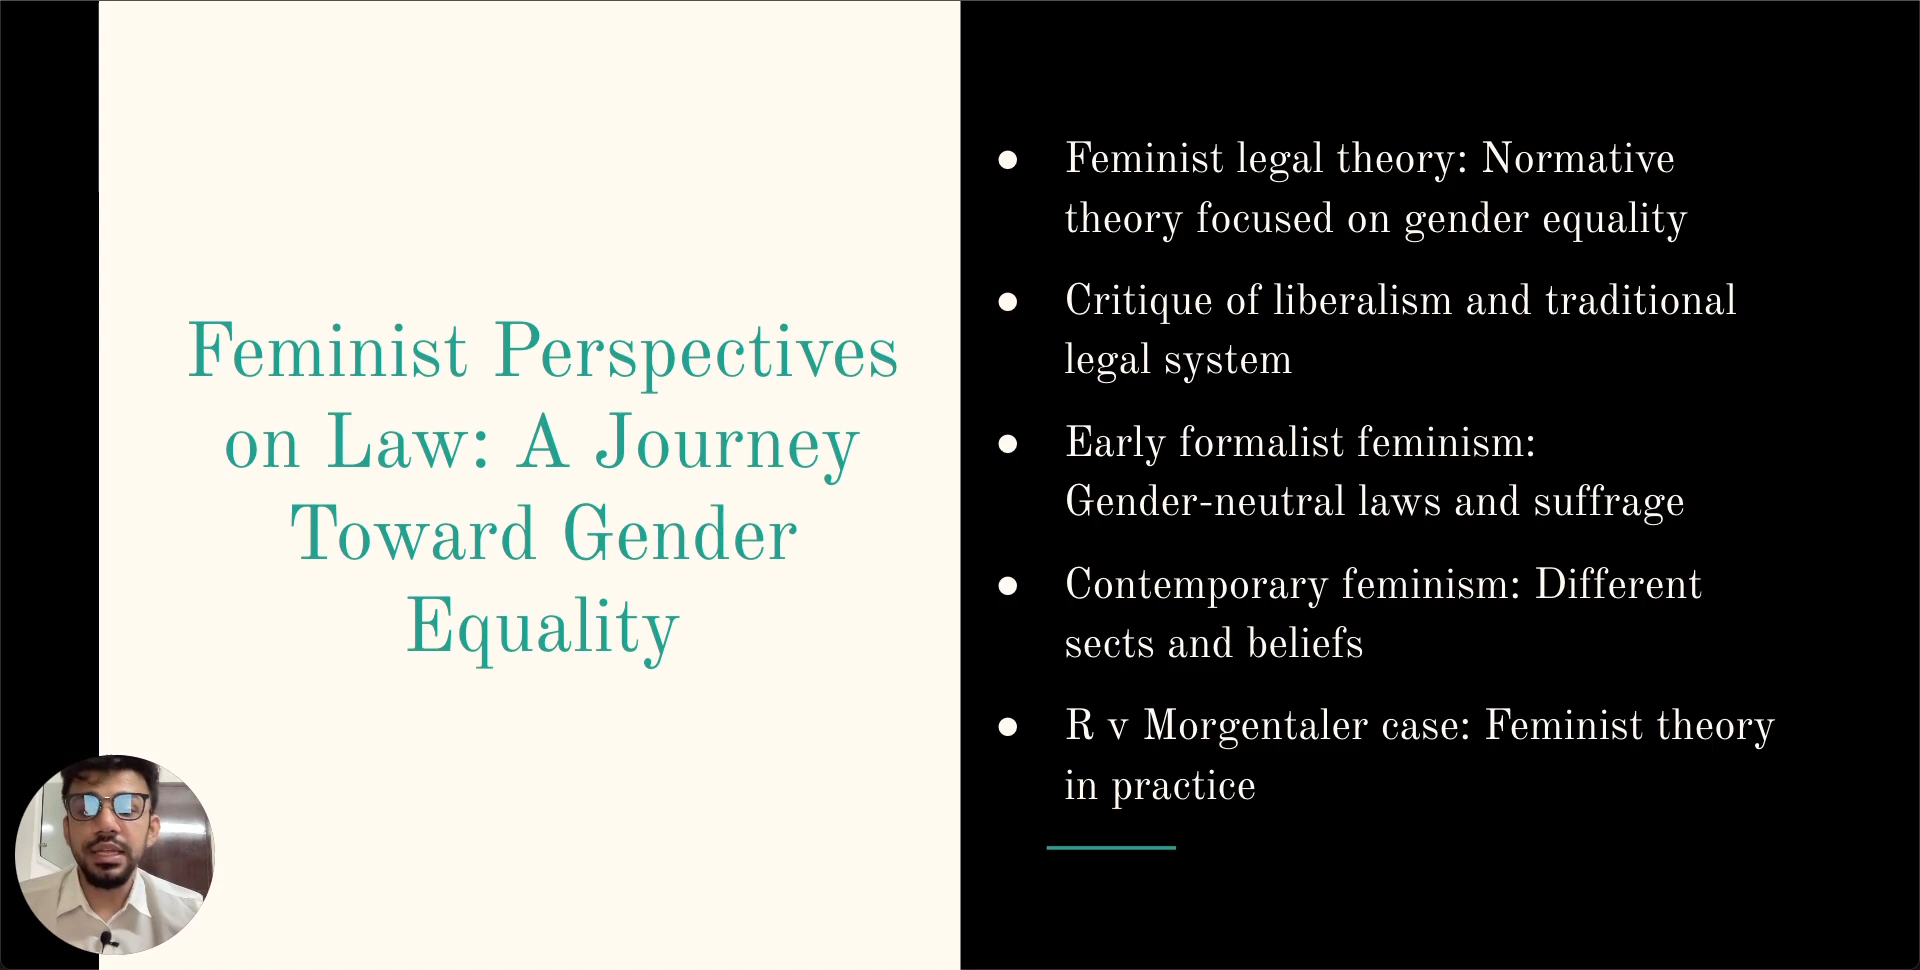 Feminist Perspectives
on Law: A Journey
Toward Gender
Equality
● Feminist legal theory: Normative
theory focused on gender equality
● Critique of liberalism and traditional
legal system
● Early formalist feminism:
Gender-neutral laws and suffrage
● Contemporary feminism: Different
sects and beliefs
● R v Morgentaler case: Feminist theory
in practice